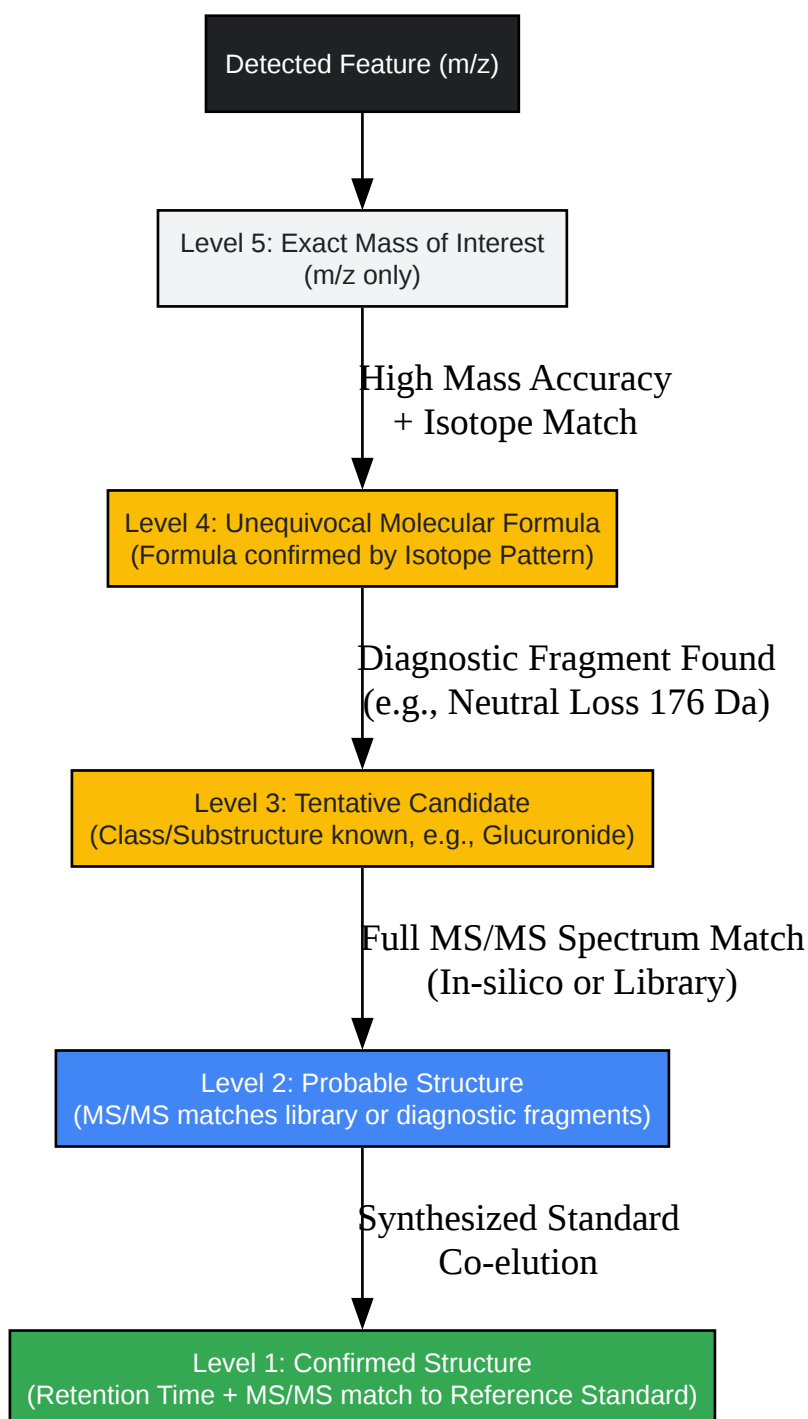 Detected Feature (m/z)
Level 5: Exact Mass of Interest
(m/z only)
High Mass Accuracy
+ Isotope Match
Level 4: Unequivocal Molecular Formula
(Formula confirmed by Isotope Pattern)
Diagnostic Fragment Found
(e.g., Neutral Loss 176 Da)
Level 3: Tentative Candidate
(Class/Substructure known, e.g., Glucuronide)
Full MS/MS Spectrum Match
(In-silico or Library)
Level 2: Probable Structure
(MS/MS matches library or diagnostic fragments)
Synthesized Standard
Co-elution
Level 1: Confirmed Structure
(Retention Time + MS/MS match to Reference Standard)